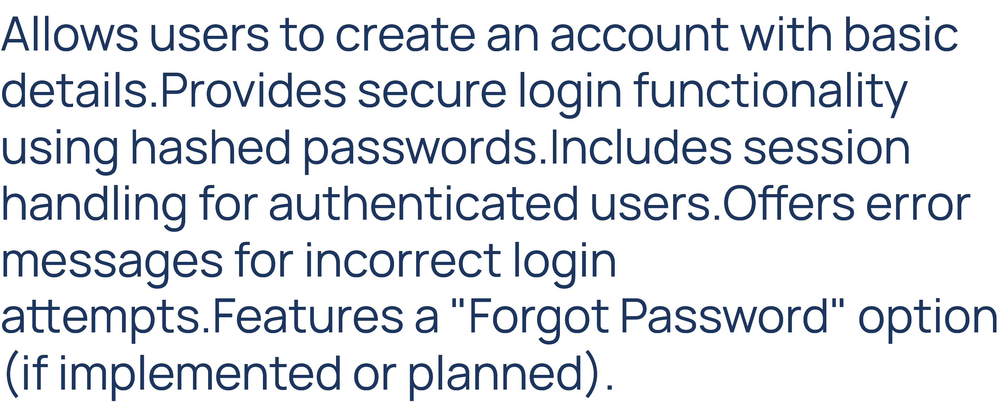 Allows users to create an account with basic
details.Provides secure login functionality
using hashed passwords.Includes session
handling for authenticated users.Offers error
messages for incorrect login
attempts.Features a "Forgot Password" option
(if implemented or planned).